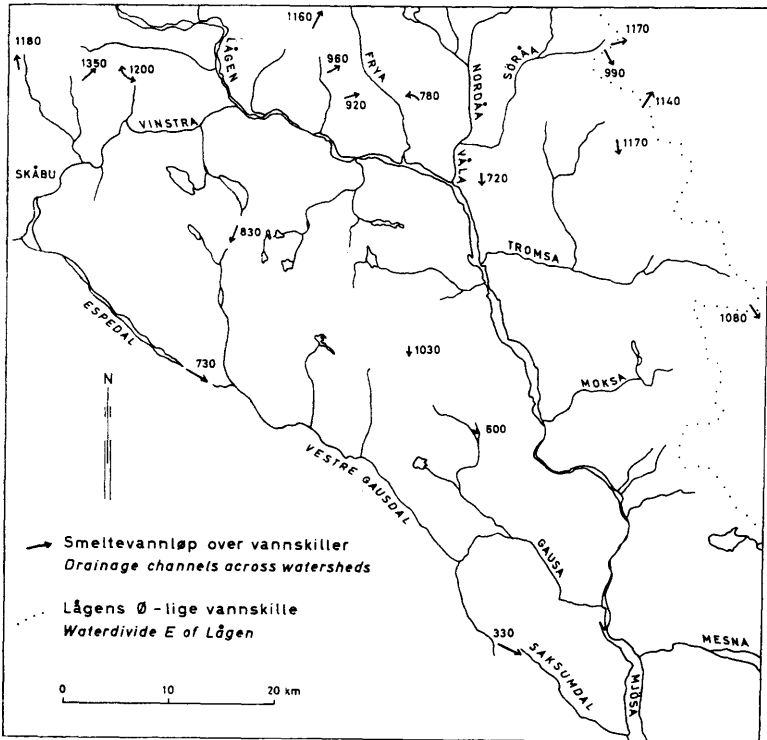 1180
1350
1200
LÅGEN
1160
960
920
FRYA
780
NORDÅA
SÖRÅA
1170
990
1140
1170
VINSTRA
SKÅBU
VÅLA
720
830
TROMSA
ESPEDAL
1080
730
1030
MOKSA
N
600
VESTRE GAUSDAL
Smeltevannløp over vannskiller
Drainage channels across watersheds
GAUSA
Lågens Ø-lige vannskille
Waterdivide E of Lågen
330
SAKSUMDAL
MESNA
MJÖSA
0 10 20 km